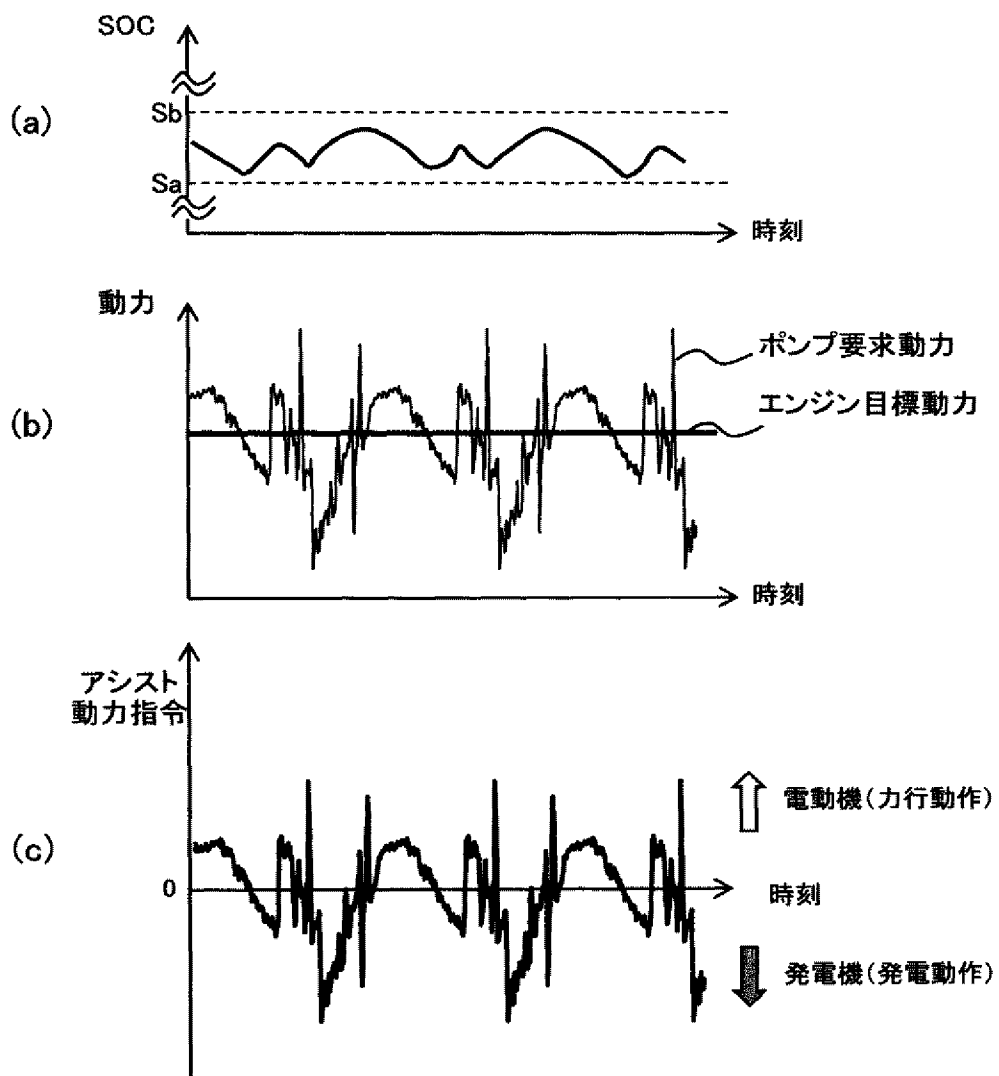 SOC
(a)
Sb
Sa
時刻
動力
(b)
ポンプ要求動力
エンジン目標動力
時刻
アシスト
動力指令
(c)
0
電動機(力行動作)
時刻
発電機(発電動作)